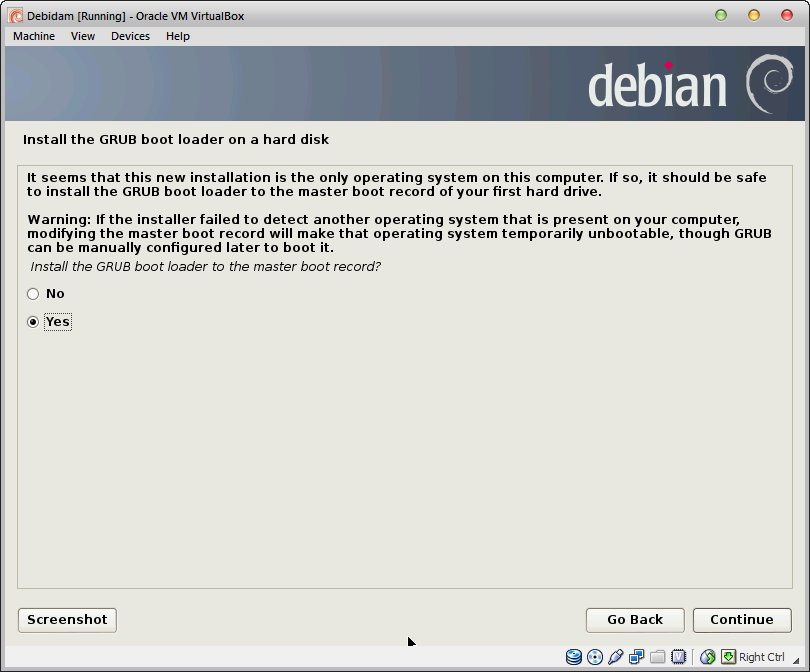 Debidam [Running] - Oracle VM VirtualBox
Machine View Devices Help
debian
Install the GRUB boot loader on a hard disk
It seems that this new installation is the only operating system on this computer. If so, it should be safe
to install the GRUB boot loader to the master boot record of your first hard drive.
Warning: If the installer failed to detect another operating system that is present on your computer,
modifying the master boot record will make that operating system temporarily unbootable, though GRUB
can be manually configured later to boot it.
Install the GRUB boot loader to the master boot record?
No
Yes
Screenshot Go Back Continue
Right Ctrl